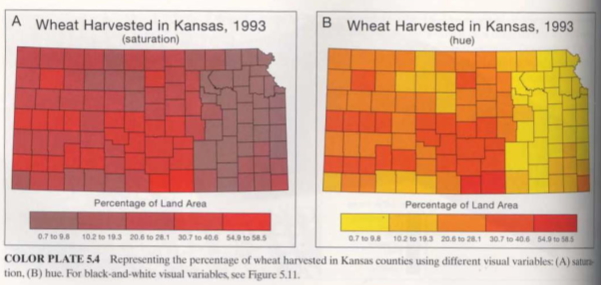 A
Wheat Harvested in Kansas, 1993
(saturation)
Percentage of Land Area
0.7 to 9.8 10.2 to 19.3 20.6 to 28.1 30.7 to 40.6 54.9 to 58.5
B
Wheat Harvested in Kansas, 1993
(hue)
Percentage of Land Area
0.7 to 9.8 10.2 to 19.3 20.6 to 28.1 30.7 to 40.6 54.9 to 58.5
COLOR PLATE 5.4 Representing the percentage of wheat harvested in Kansas counties using different visual variables: (A) satura-
tion, (B) hue. For black-and-white visual variables, see Figure 5.11.